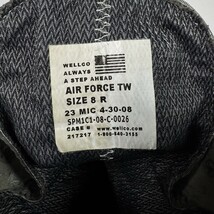 WELLCO
ALWAYS
A STEP AHEAD
AIR FORCE TW
SIZE 8 R
23 MIC 4-30-08
SPM1C1-08-C-0026
CASE # www.wellco.com
217217 1-800-840-3155